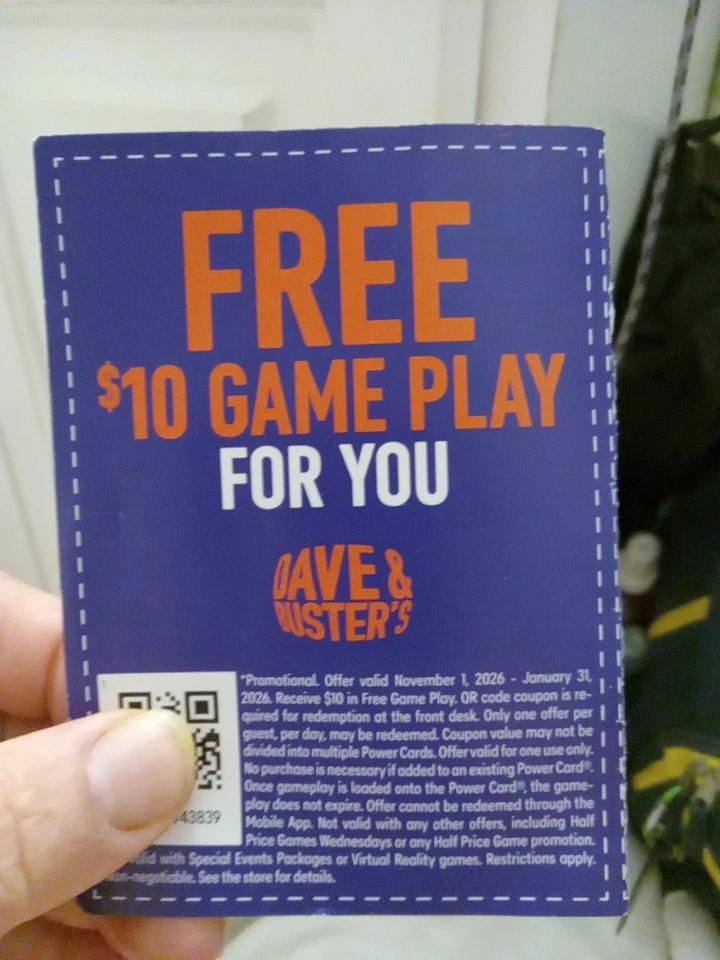 FREE
$10 GAME PLAY
FOR YOU
DAVE &
BUSTER'S
*Promotional. Offer valid November 1, 2026 - January 31,
2026. Receive $10 in Free Game Play. QR code coupon is re-
quired for redemption at the front desk. Only one offer per
guest, per day, may be redeemed. Coupon value may not be
divided into multiple Power Cards. Offer valid for one use only.
No purchase is necessary if added to an existing Power Card®.
Once gameplay is loaded onto the Power Card®, the game-
play does not expire. Offer cannot be redeemed through the
Mobile App. Not valid with any other offers, including Half
Price Games Wednesdays or any Half Price Game promotion.
43839
with Special Events Packages or Virtual Reality games. Restrictions apply.
See the store for details.